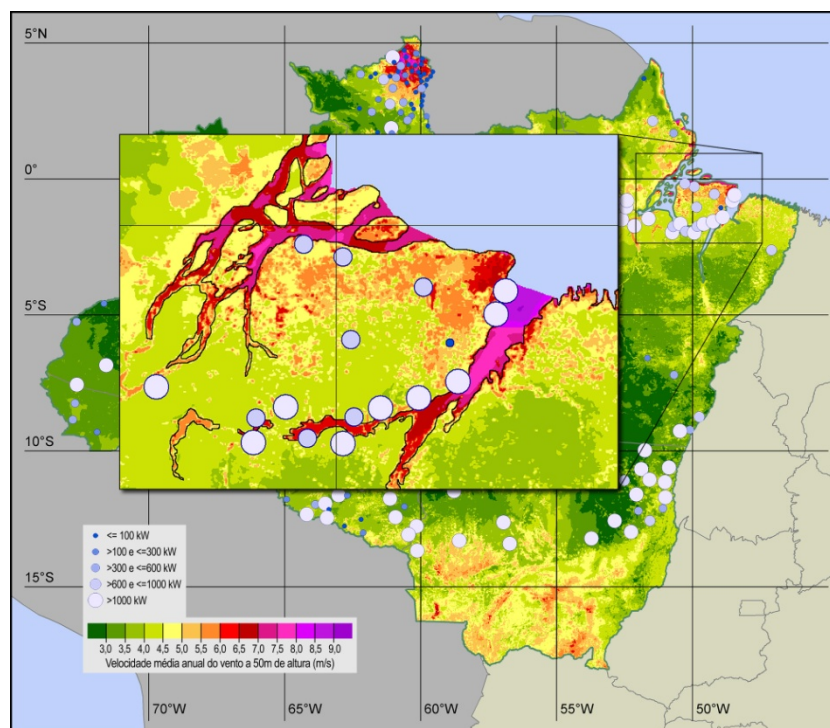 5°N
0°
5°S
10°S
15°S
<= 100 kW
>100 e <=300 kW
>300 e <=600 kW
>600 e <=1000 kW
>1000 kW
3,0 3,5 4,0 4,5 5,0 5,5 6,0 6,5 7,0 7,5 8,0 8,5 9,0
Velocidade média anual do vento a 50m de altura (m/s)
70°W 65°W 60°W 55°W 50°W